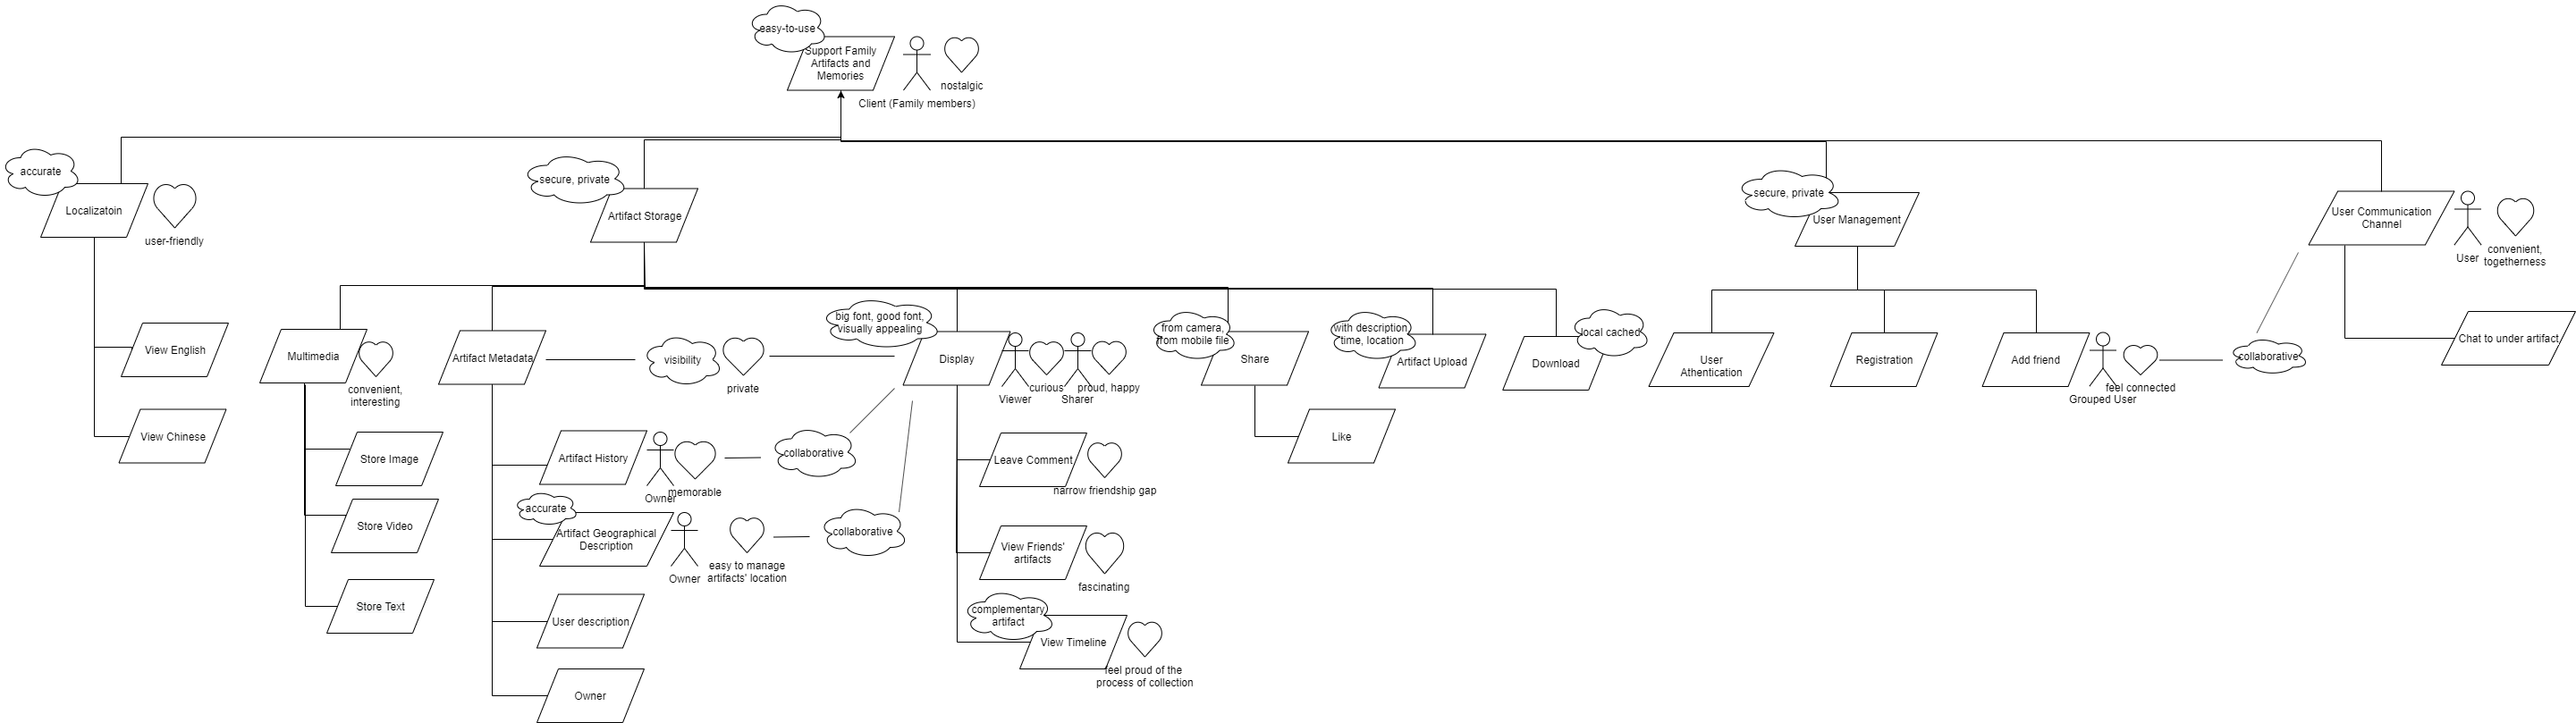 easy-to-use
Support Family
Artifacts and
Memories
nostalgic
Client (Family members)
accurate
Localizatoin
user-friendly
secure, private
Artifact Storage
secure, private
User Management
User Communication
Channel
User
convenient,
togetherness
View English
View Chinese
Multimedia
convenient,
interesting
Store Image
Store Video
Store Text
Artifact Metadata
visibility
private
Artifact History
Owner
memorable
collaborative
accurate
Artifact Geographical
Description
Owner
easy to manage
artifacts' location
collaborative
User description
Owner
big font, good font,
visually appealing
Display
Viewer
curious
Sharer
proud, happy
Leave Comment
narrow friendship gap
View Friends'
artifacts
fascinating
complementary
artifact
View Timeline
feel proud of the
process of collection
from camera,
from mobile file
Share
Like
with description,
time, location
Artifact Upload
local cached
Download
User
Athentication
Registration
Add friend
feel connected
Grouped User
collaborative
Chat to under artifact